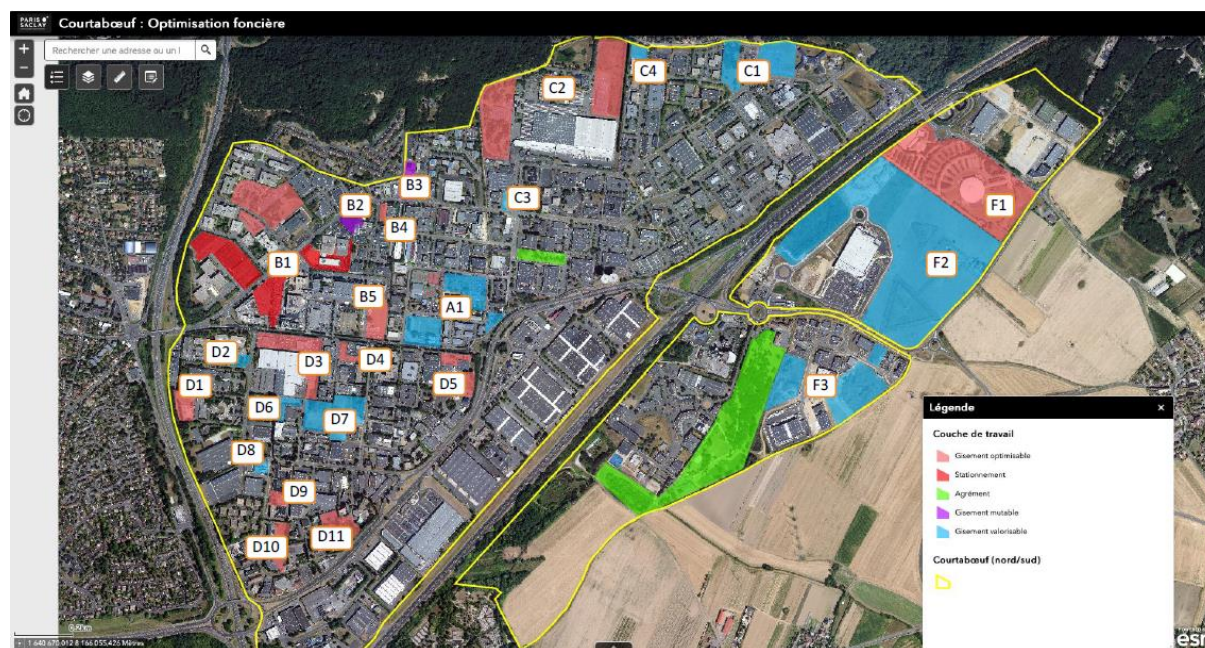 PARIS
SACLAY
Courtabœuf : Optimisation foncière
Rechercher une adresse ou un l
C2
C4
C1
B3
B2
C3
B4
F1
B1
F2
B5
A1
D2
D3
D4
D1
D5
F3
D6
D7
D8
D9
D10
D11
Légende
Couche de travail
Gisement optimisable
Stationnement
Agrément
Gisement mutable
Gisement valorisable
Courtabœuf (nord/sud)
esri